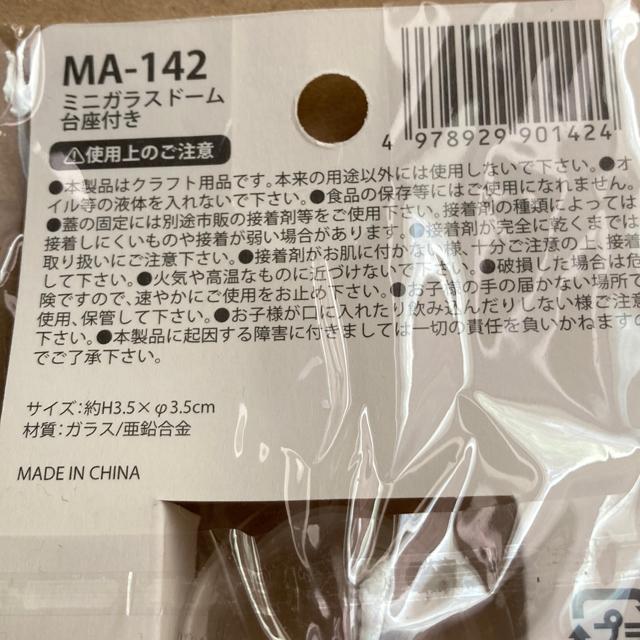 MA-142
ミニガラスドーム
台座付き
4 978929 901424
⚠使用上のご注意
●本製品はクラフト用品です。本来の用途以外には使用しないで下さい。●オ
イル等の液体を入れないで下さい。●食品の保存等にはご使用になれません。
●蓋の固定には別途市販の接着剤等をご使用下さい。接着剤の種類によっては
接着しにくいものや接着が弱い場合があります。●接着剤が完全に乾くまでは
取り扱いにご注意下さい。●接着剤がお肌に付かない様、十分ご注意の上、接着
して下さい。●火気や高温なものに近づけないで下さい。●破損した場合は危
険ですので、速やかにご使用をお止め下さい。●お子様の手の届かない場所で
使用、保管して下さい。●お子様が口に入れたり飲み込んだりしない様ご注意
下さい。●本製品に起因する障害に付きましては一切の責任を負いかねますの
でご了承下さい。
サイズ：約H3.5×φ3.5cm
材質：ガラス/亜鉛合金
MADE IN CHINA
プラ